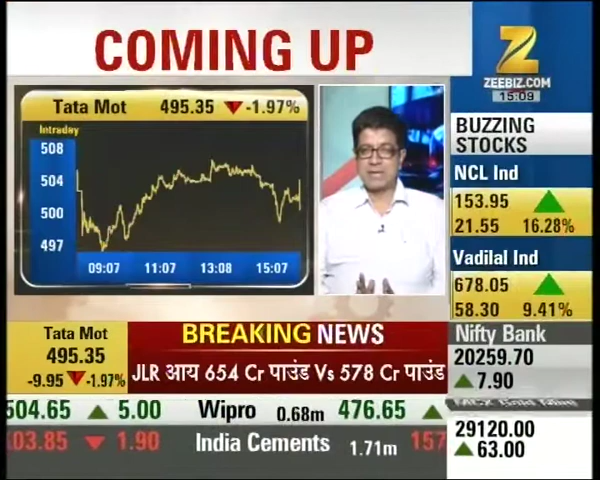 COMING UP
ZEEBIZ.COM
15:09
Tata Mot 495.35 -1.97%
Intraday
508
504
500
497
09:07 11:07 13:08 15:07
BUZZING
STOCKS
NCL Ind
153.95
21.55 16.28%
Vadilal Ind
678.05
58.30 9.41%
Tata Mot
495.35
-9.95 -1.97%
BREAKING NEWS
JLR आय 654 Cr पाउंड Vs 578 Cr पाउंड
Nifty Bank
20259.70
7.90
29120.00
63.00
504.65 5.00 Wipro 0.68m 476.65
03.85 1.90 India Cements 1.71m 157